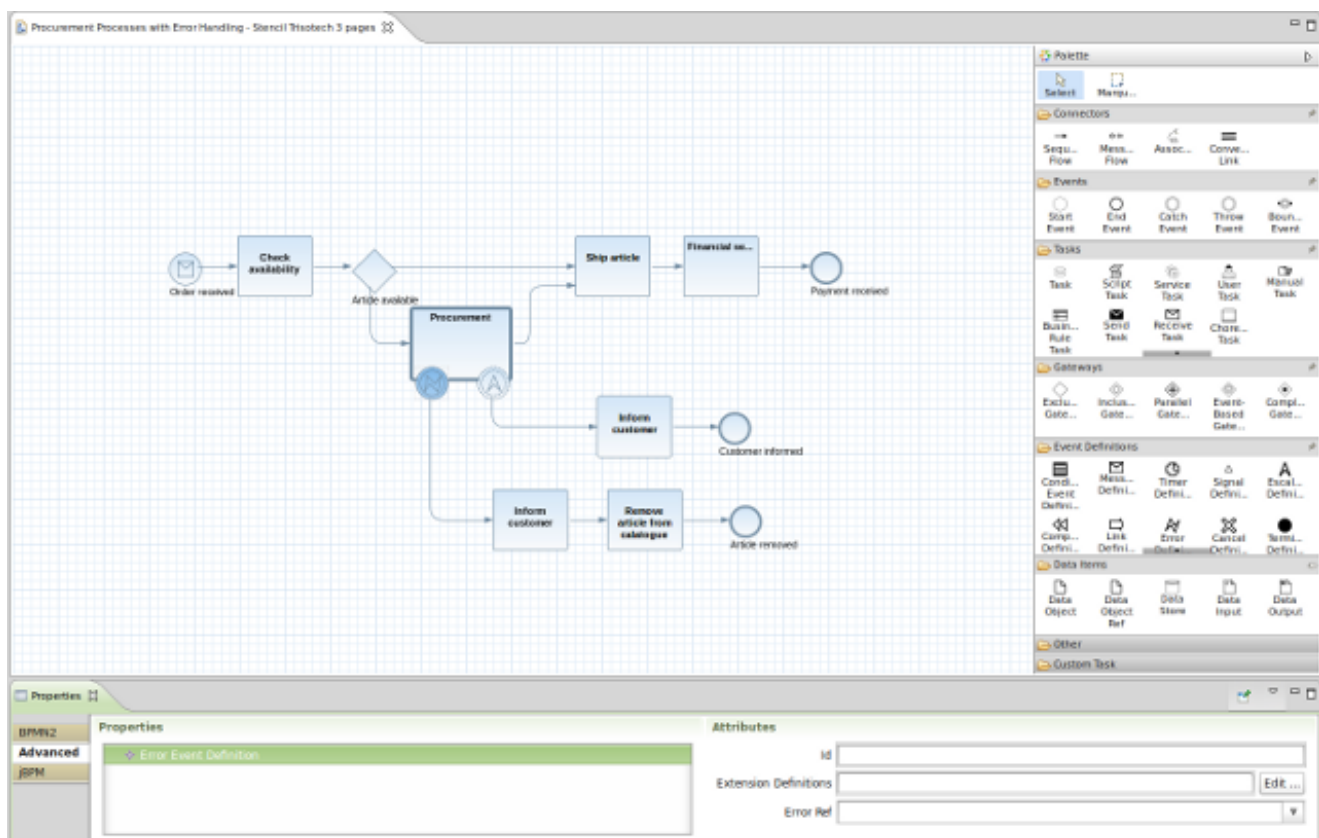 Procurement Processes with Error Handling - Stencil Trisotech 3 pages
Palette
Select
Marqu...
Connectors
Sequ... Flow
Mess... Flow
Assoc...
Conve... Link
Events
Start Event
End Event
Catch Event
Throw Event
Boun... Event
Tasks
Task
Script Task
Service Task
User Task
Manual Task
Busin... Rule Task
Send Task
Receive Task
Chore... Task
Gateways
Exclu... Gate...
Inclus... Gate...
Parallel Gate...
Event-Based Gate...
Compl... Gate...
Event Definitions
Condi... Event Defini...
Mess... Defini...
Timer Defini...
Signal Defini...
Escal... Defini...
Comp... Defini...
Link Defini...
Error Defini...
Cancel Defini...
Termi... Defini...
Data Items
Data Object
Data Object Ref
Data Store
Data Input
Data Output
Other
Custom Task
Order received
Check
availability
Article available
Ship article
Financial se...
Payment received
Procurement
Inform
customer
Customer informed
Inform
customer
Remove
article from
catalogue
Article removed
Properties
BPMN2
Advanced
jBPM
Properties
Error Event Definition
Attributes
Id
Extension Definitions
Edit ...
Error Ref